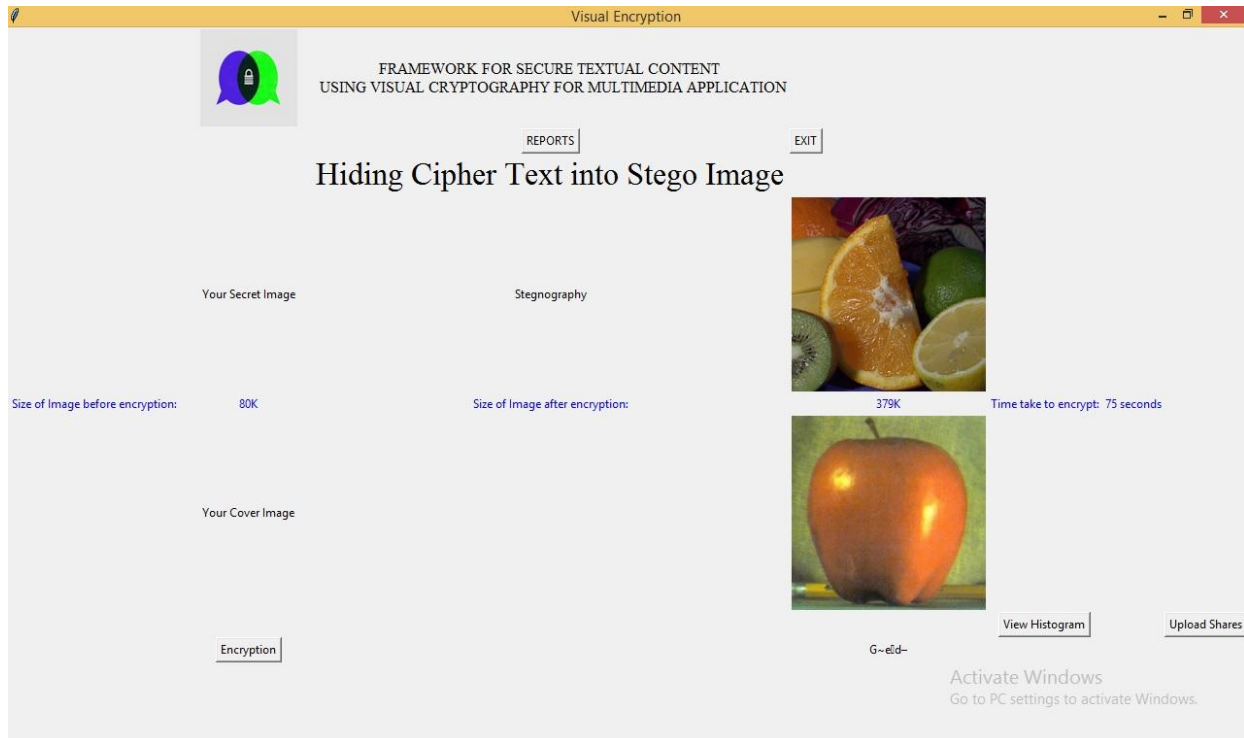 Visual Encryption
FRAMEWORK FOR SECURE TEXTUAL CONTENT
USING VISUAL CRYPTOGRAPHY FOR MULTIMEDIA APPLICATION
REPORTS EXIT
Hiding Cipher Text into Stego Image
Your Secret Image Stegnography
Size of Image before encryption: 80K Size of Image after encryption: 379K Time take to encrypt: 75 seconds
Your Cover Image
View Histogram Upload Shares
Encryption
Activate Windows
Go to PC settings to activate Windows.